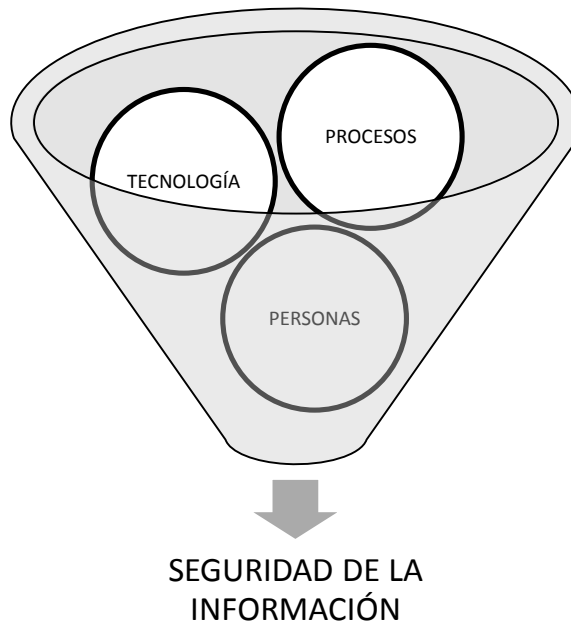 PROCESOS
TECNOLOGÍA
PERSONAS
SEGURIDAD DE LA
INFORMACIÓN